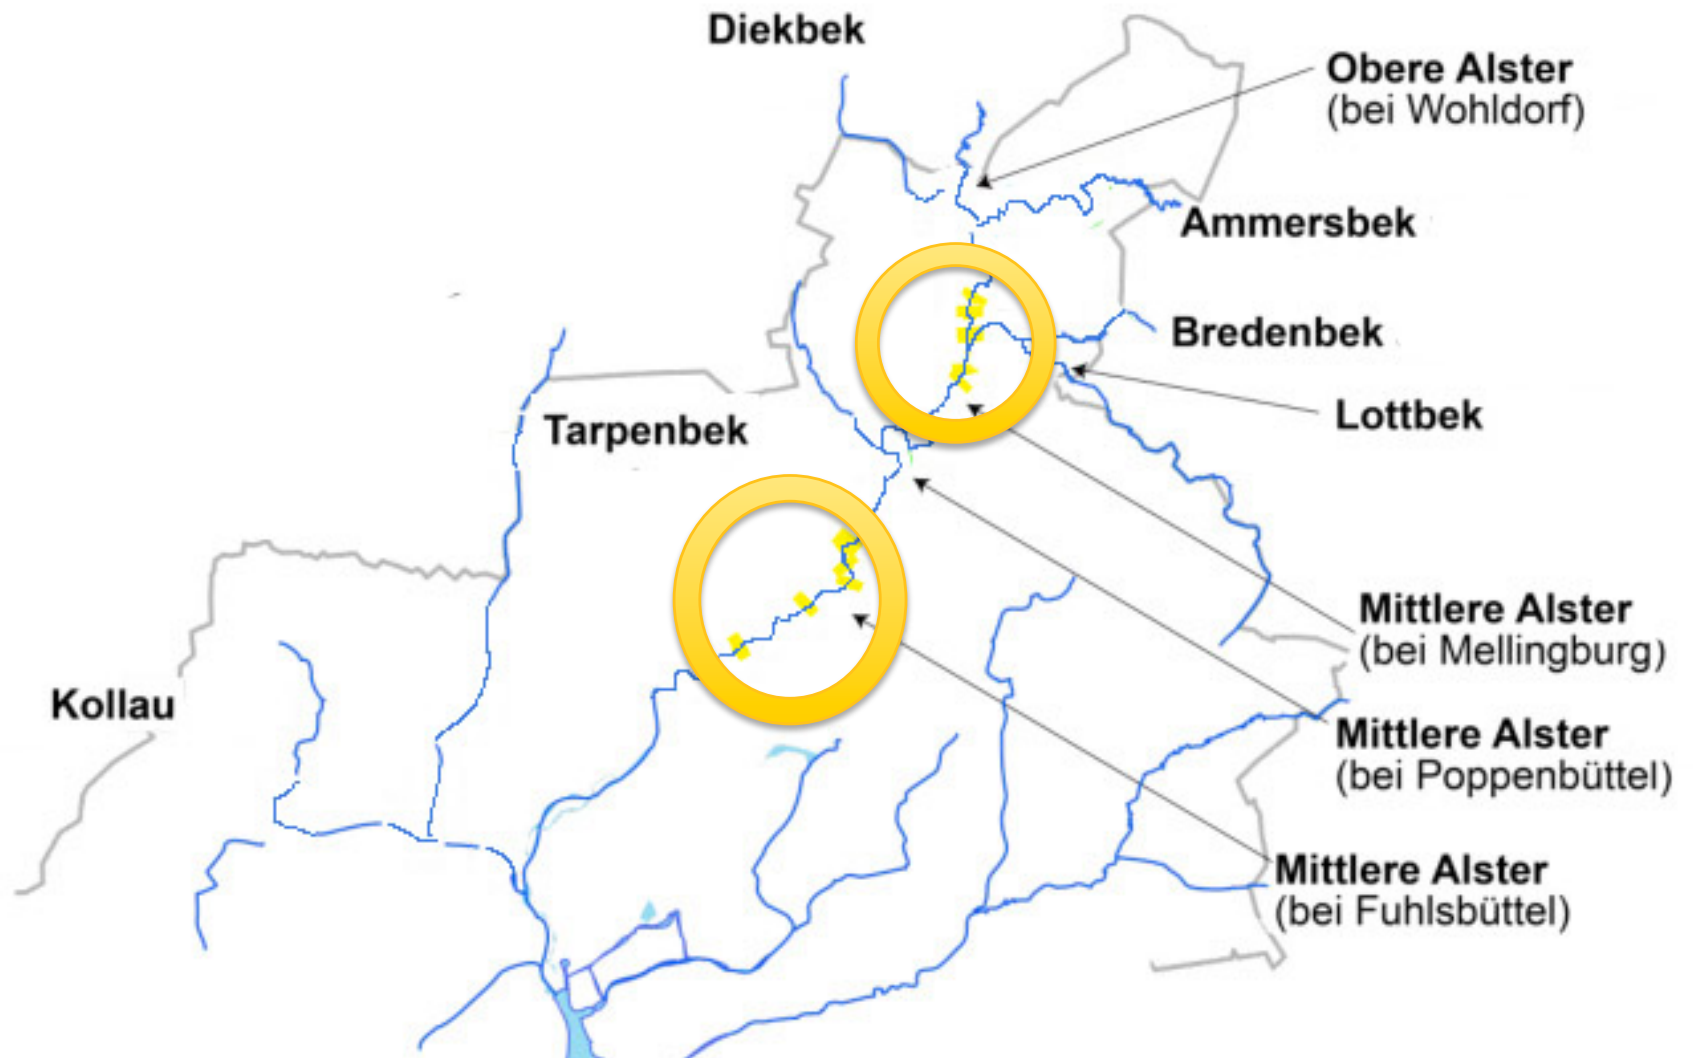 Diekbek
Obere Alster
(bei Wohldorf)
Ammersbek
Bredenbek
Lottbek
Tarpenbek
Mittlere Alster
(bei Mellingburg)
Kollau
Mittlere Alster
(bei Poppenbüttel)
Mittlere Alster
(bei Fuhlsbüttel)